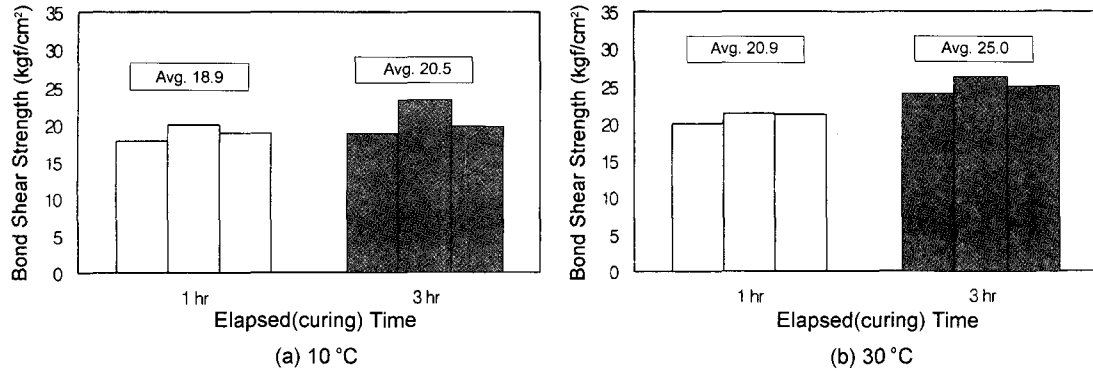 Bond Shear Strength (kgf/cm²)
35
30
25
20
15
10
5
0
Avg. 18.9
Avg. 20.5
1 hr
3 hr
Elapsed(curing) Time
(a) 10 °C
Bond Shear Strength (kgf/cm²)
35
30
25
20
15
10
5
0
Avg. 20.9
Avg. 25.0
1 hr
3 hr
Elapsed(curing) Time
(b) 30 °C